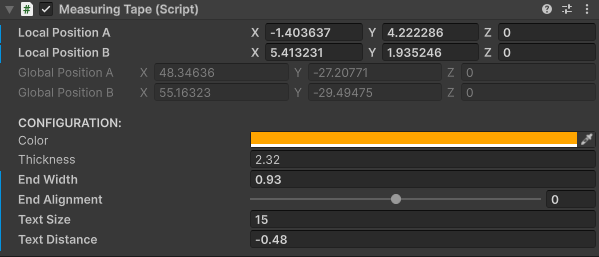 Measuring Tape (Script)
Local Position A X -1.403637 Y 4.222286 Z 0
Local Position B X 5.413231 Y 1.935246 Z 0
Global Position A X 48.34636 Y -27.20771 Z 0
Global Position B X 55.16323 Y -29.49475 Z 0
CONFIGURATION:
Color
Thickness 2.32
End Width 0.93
End Alignment 0
Text Size 15
Text Distance -0.48